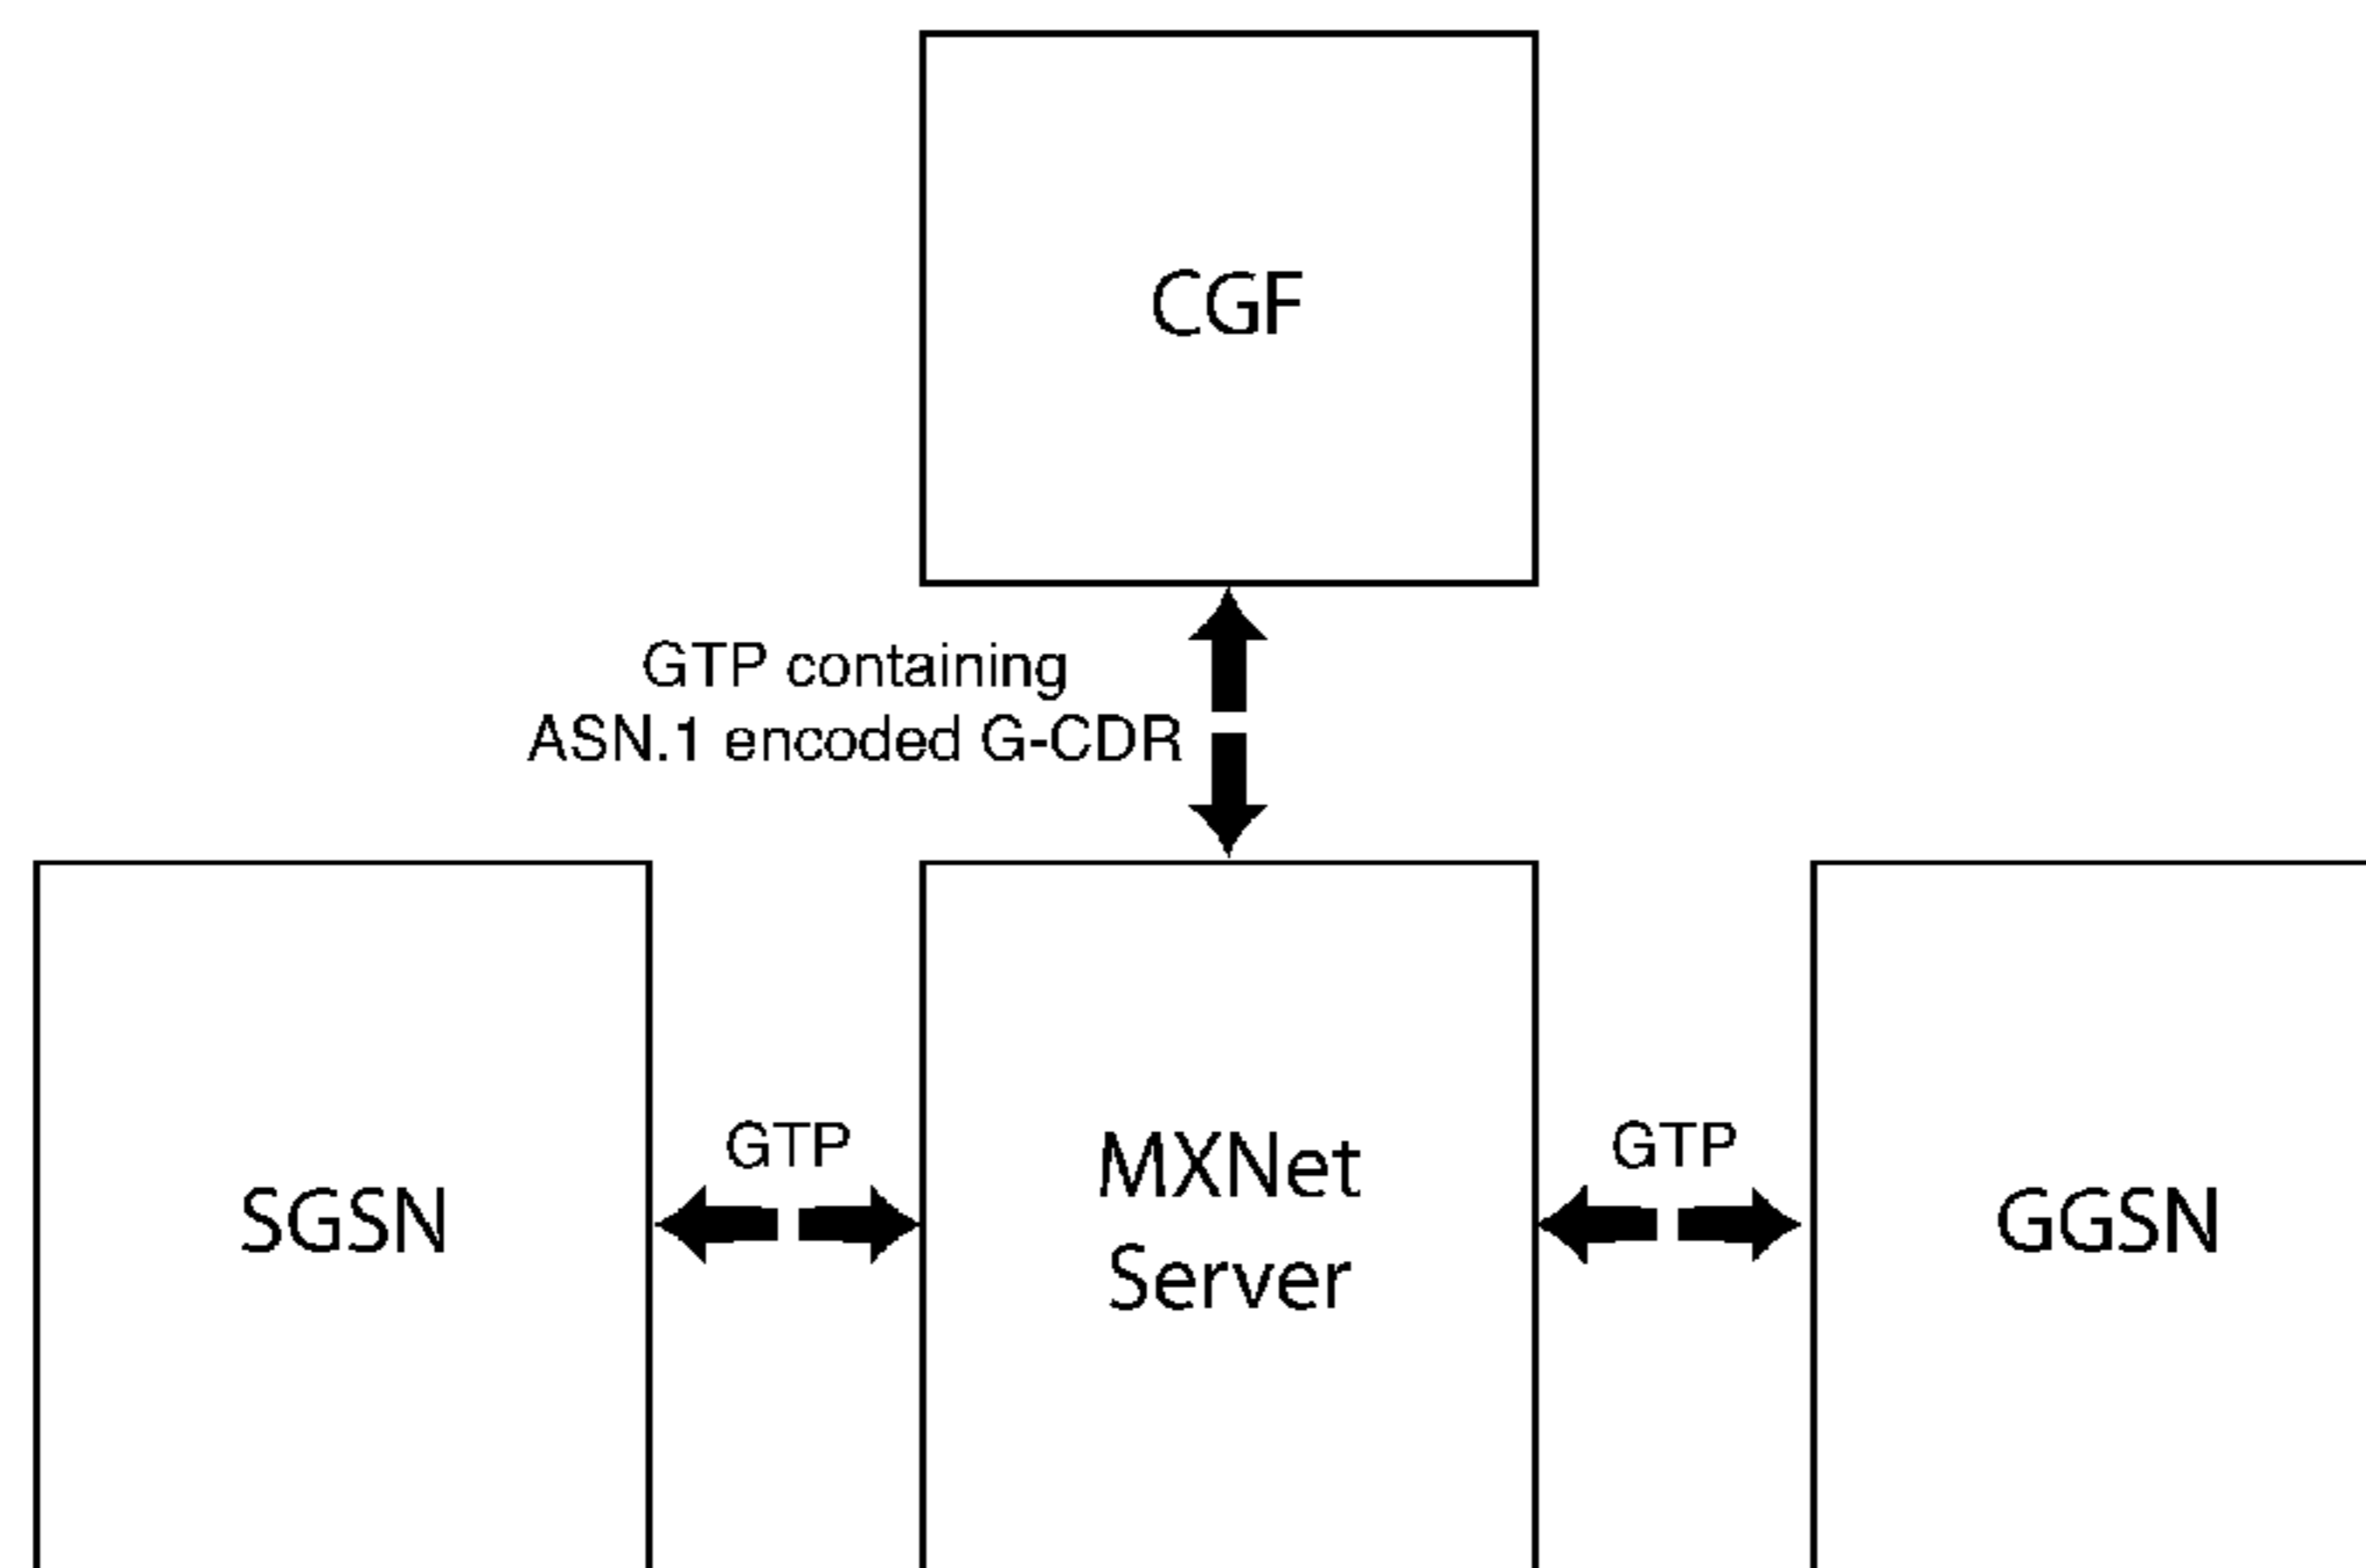 CGF
GTP containing
ASN.1 encoded G-CDR
SGSN
GTP
MXNet
Server
GTP
GGSN